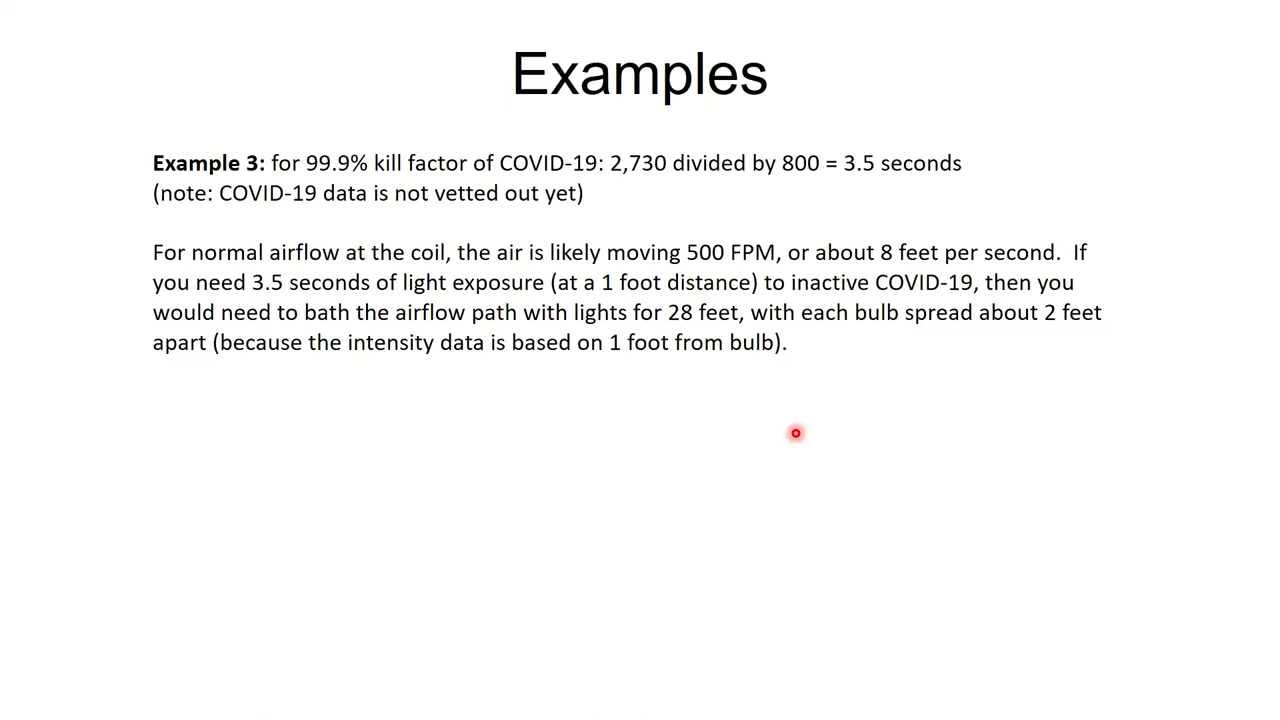 Examples
Example 3: for 99.9% kill factor of COVID-19: 2,730 divided by 800 = 3.5 seconds
(note: COVID-19 data is not vetted out yet)
For normal airflow at the coil, the air is likely moving 500 FPM, or about 8 feet per second.  If
you need 3.5 seconds of light exposure (at a 1 foot distance) to inactive COVID-19, then you
would need to bath the airflow path with lights for 28 feet, with each bulb spread about 2 feet
apart (because the intensity data is based on 1 foot from bulb).